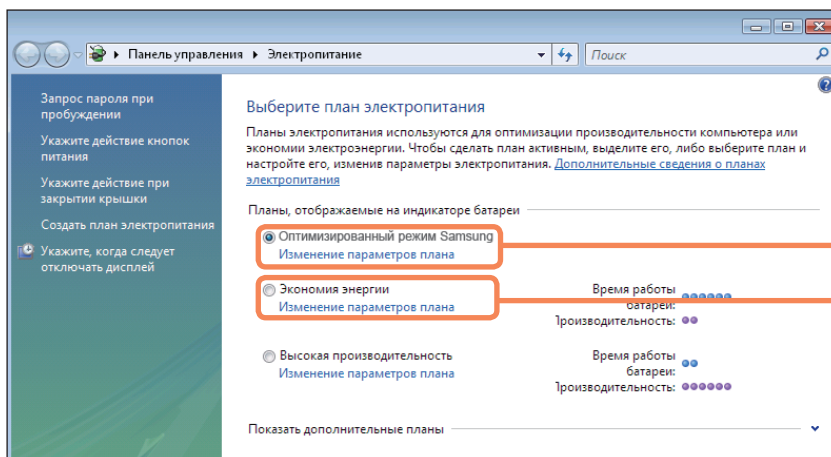 Панель управления ▸ Электропитание
Поиск
Запрос пароля при
пробуждении
Укажите действие кнопок
питания
Укажите действие при
закрытии крышки
Создать план электропитания
Укажите, когда следует
отключать дисплей
Выберите план электропитания
Планы электропитания используются для оптимизации производительности компьютера или
экономии электроэнергии. Чтобы сделать план активным, выделите его, либо выберите план и
настройте его, изменив параметры электропитания. Дополнительные сведения о планах
электропитания
Планы, отображаемые на индикаторе батареи
Оптимизированный режим Samsung
Изменение параметров плана
Экономия энергии
Изменение параметров плана
Время работы
батареи:
Производительность:
Высокая производительность
Изменение параметров плана
Время работы
батареи:
Производительность:
Показать дополнительные планы